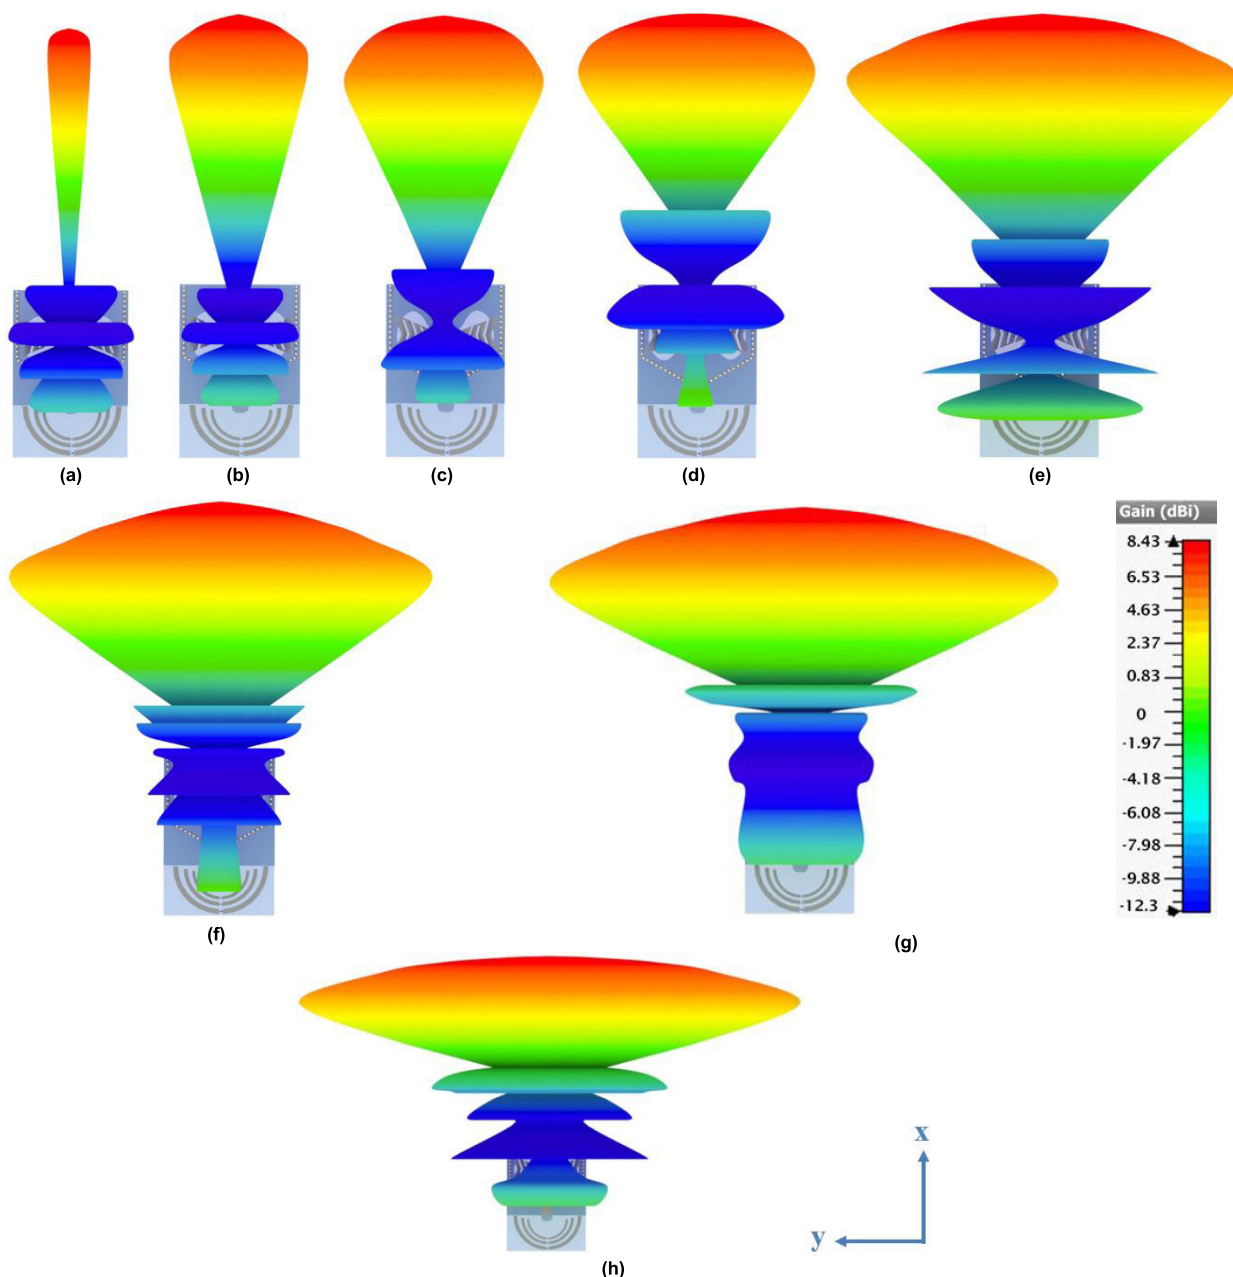 (a)
(b)
(c)
(d)
(e)
(f)
(g)
Gain (dBi)
8.43
6.53
4.63
2.37
0.83
0
-1.97
-4.18
-6.08
-7.98
-9.88
-12.3
(h)
x
y